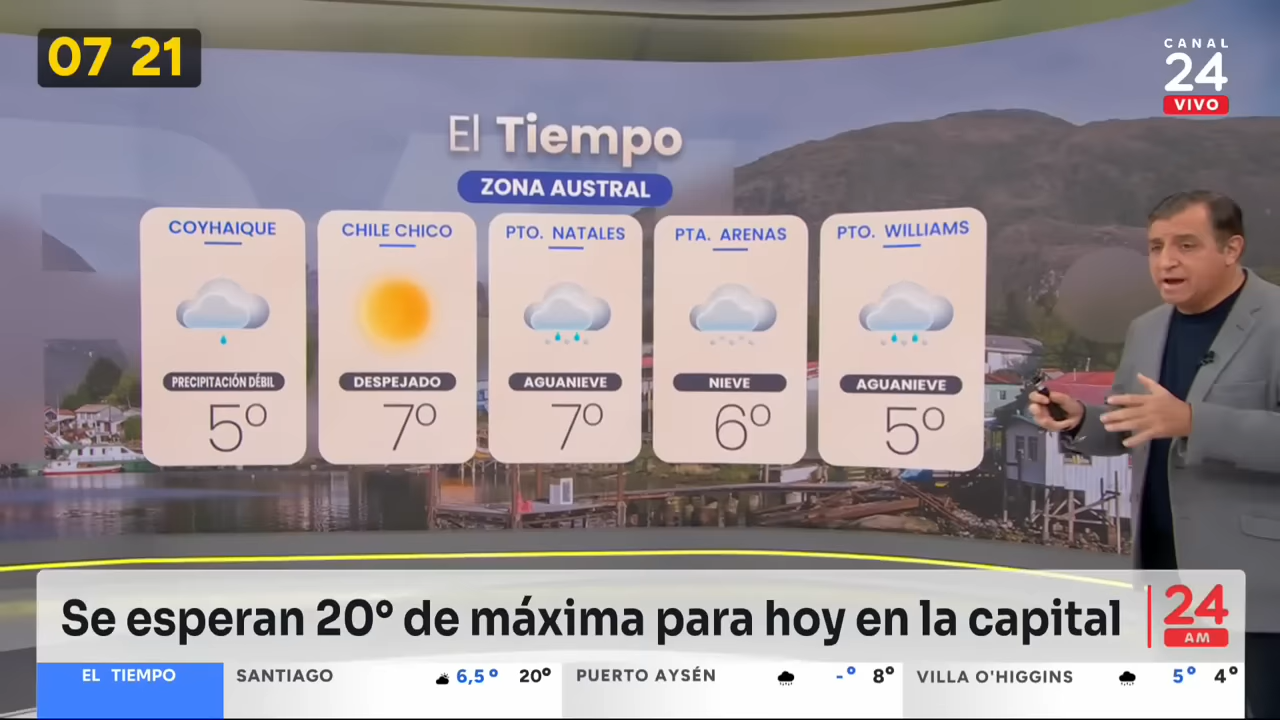 07 21
CANAL
24
VIVO
El Tiempo
ZONA AUSTRAL
COYHAIQUE
PRECIPITACIÓN DÉBIL
5°
CHILE CHICO
DESPEJADO
7°
PTO. NATALES
AGUANIEVE
7°
PTA. ARENAS
NIEVE
6°
PTO. WILLIAMS
AGUANIEVE
5°
Se esperan 20° de máxima para hoy en la capital
24
AM
EL TIEMPO
SANTIAGO 6,5° 20°
PUERTO AYSÉN -° 8°
VILLA O'HIGGINS 5° 4°